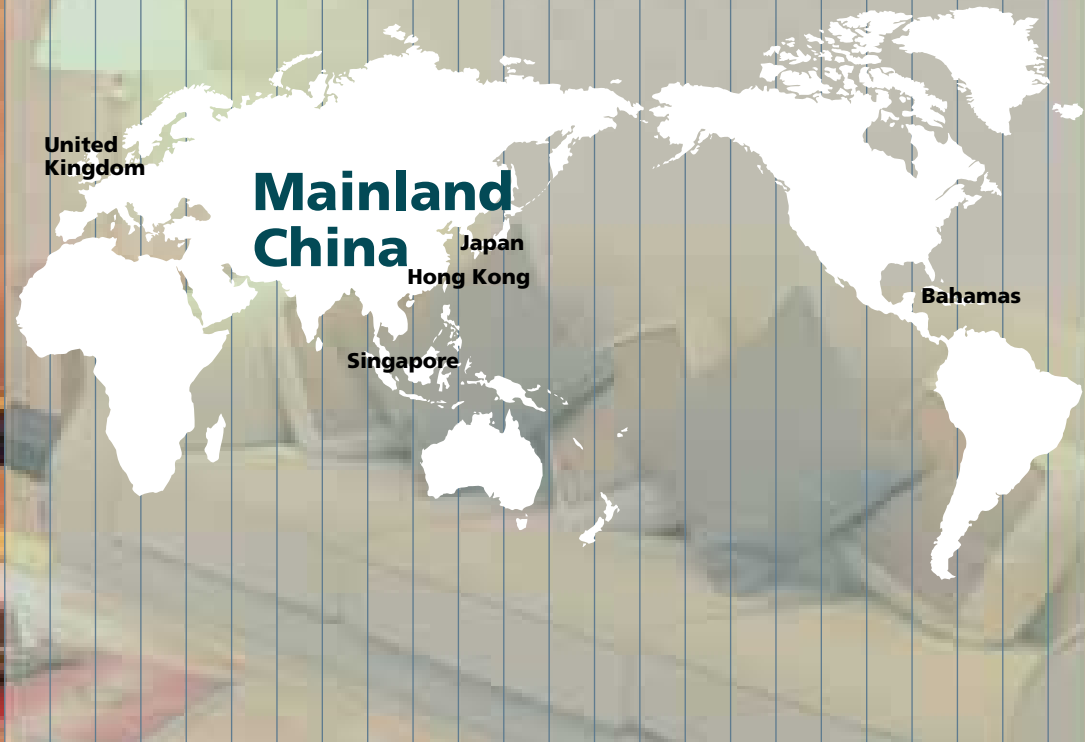 United
Kingdom
Mainland
China
Japan
Hong Kong
Bahamas
Singapore